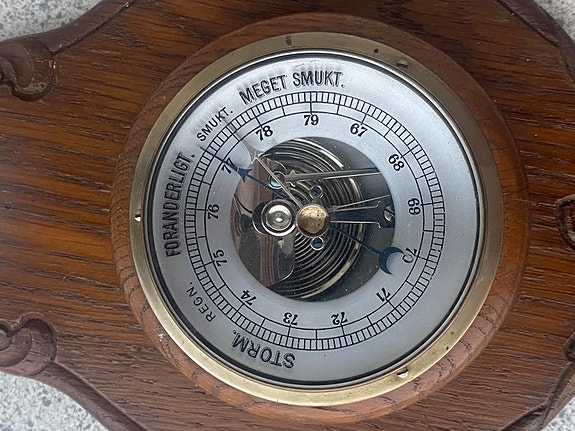 STORM.
REGN.
FORANDERLIGT.
SMUKT.
MEGET SMUKT.
67
68
69
70
71
72
73
74
75
76
77
78
79